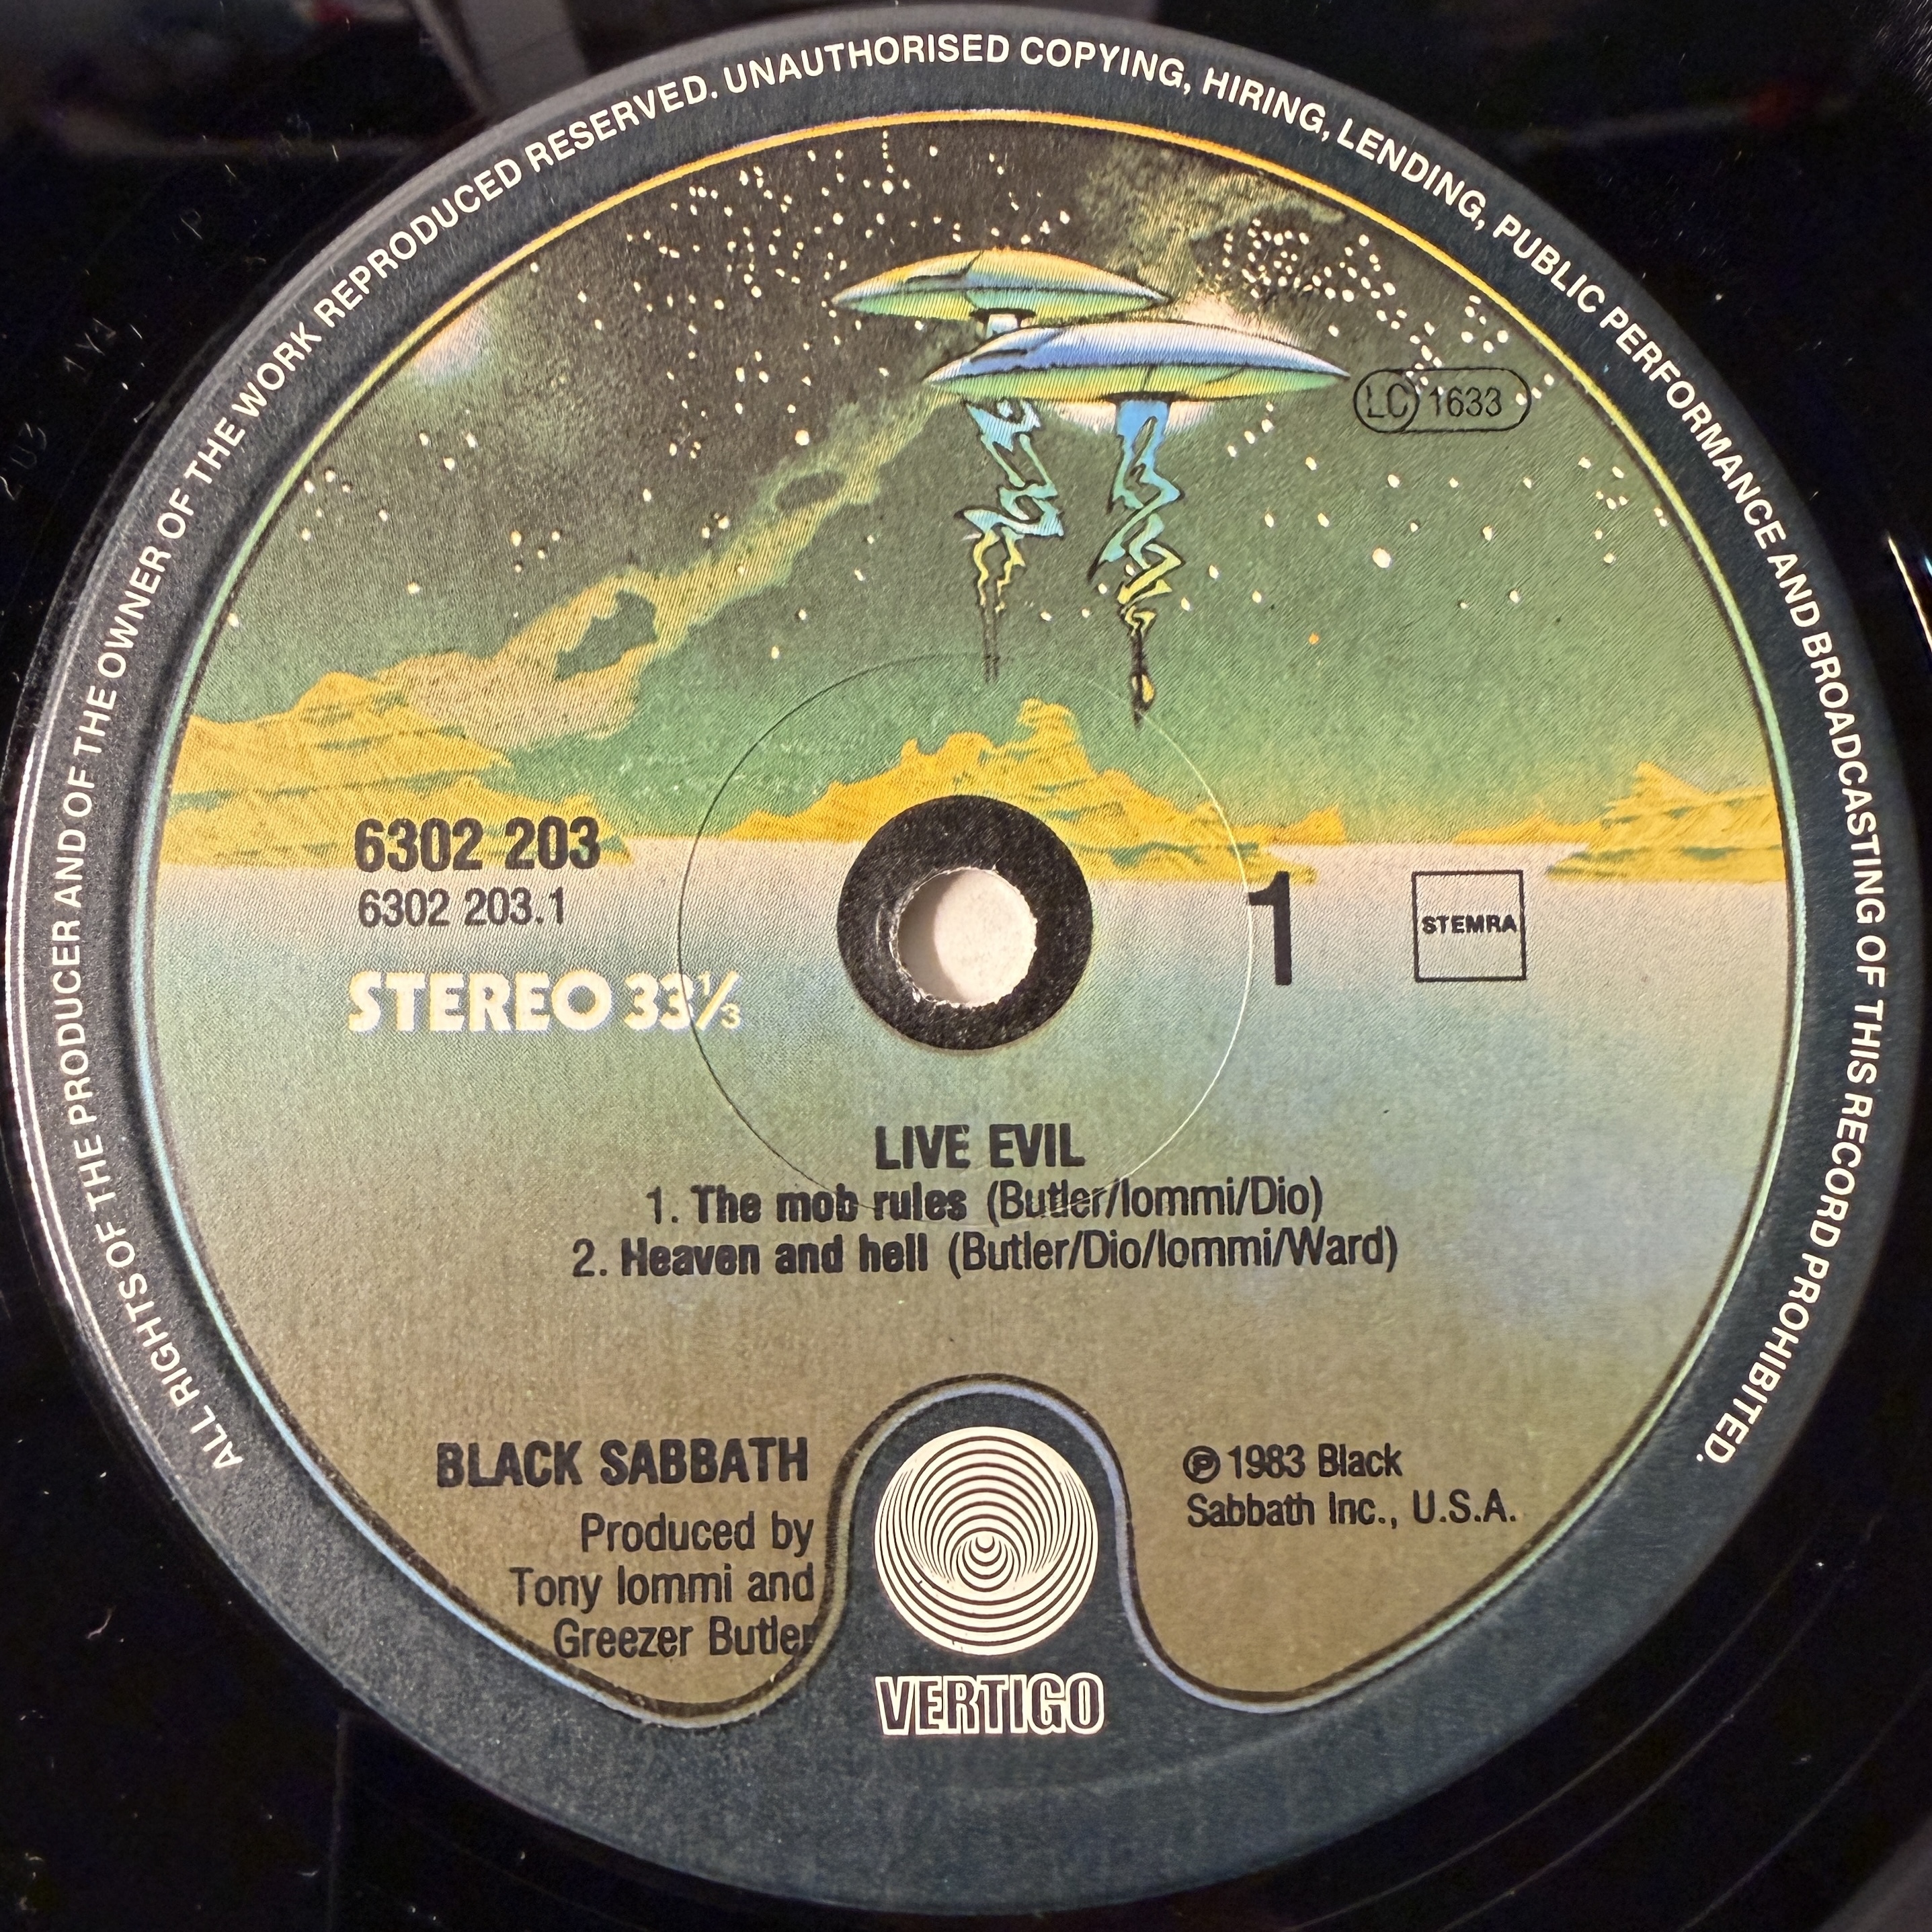 ALL RIGHTS OF THE PRODUCER AND OF THE OWNER OF THE WORK REPRODUCED RESERVED. UNAUTHORISED COPYING, HIRING, LENDING, PUBLIC PERFORMANCE AND BROADCASTING OF THIS RECORD PROHIBITED.
LC 1633
6302 203
6302 203.1
STEREO 33⅓
1
STEMRA
LIVE EVIL
1. The mob rules (Butler/Iommi/Dio)
2. Heaven and hell (Butler/Dio/Iommi/Ward)
BLACK SABBATH
Produced by
Tony Iommi and
Greezer Butler
℗ 1983 Black
Sabbath Inc., U.S.A.
VERTIGO